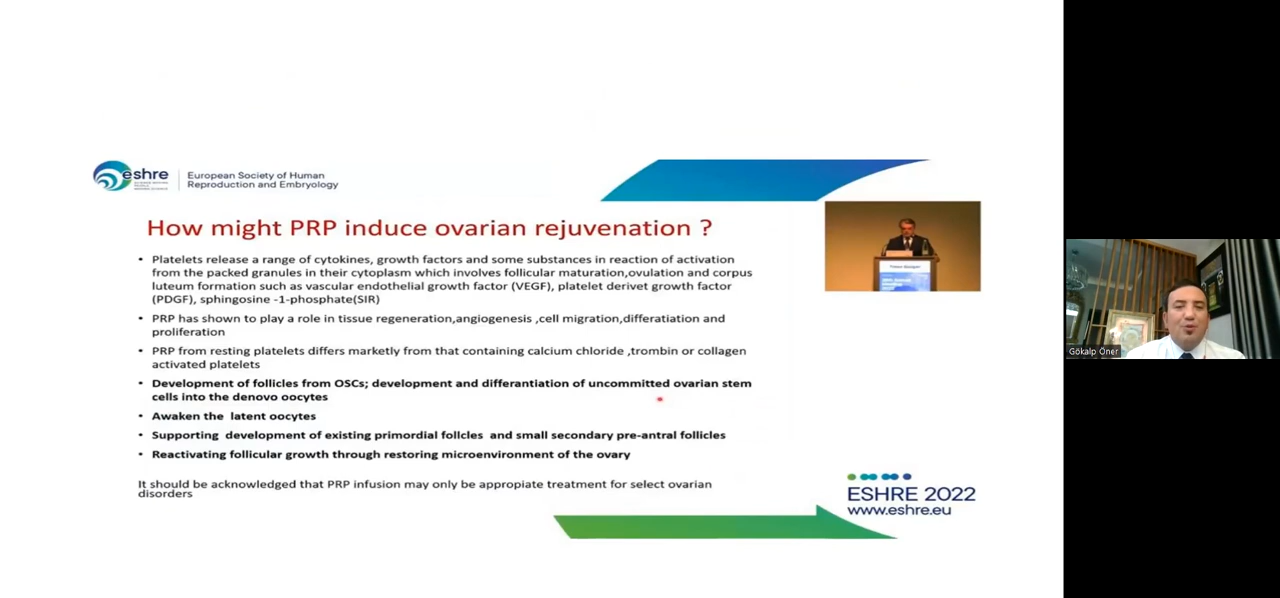 eshre
European Society of Human
Reproduction and Embryology
How might PRP induce ovarian rejuvenation ?
• Platelets release a range of cytokines, growth factors and some substances in reaction of activation
from the packed granules in their cytoplasm which involves follicular maturation,ovulation and corpus
luteum formation such as vascular endothelial growth factor (VEGF), platelet derivet growth factor
(PDGF), sphingosine -1-phosphate(SIR)
• PRP has shown to play a role in tissue regeneration,angiogenesis ,cell migration,differatiation and
proliferation
• PRP from resting platelets differs marketly from that containing calcium chloride ,trombin or collagen
activated platelets
• Development of follicles from OSCs; development and differantiation of uncommitted ovarian stem
cells into the denovo oocytes
• Awaken the latent oocytes
• Supporting development of existing primordial follcles and small secondary pre-antral follicles
• Reactivating follicular growth through restoring microenvironment of the ovary
It should be acknowledged that PRP infusion may only be appropiate treatment for select ovarian
disorders
ESHRE 2022
www.eshre.eu
Gökalp Öner